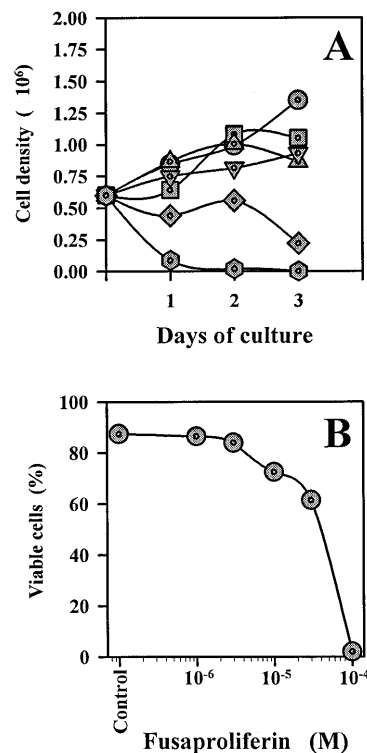 A
2.00
1.75
1.50
1.25
1.00
0.75
0.50
0.25
0.00
Cell density ( 10⁶)
1 2 3
Days of culture
B
100
80
60
40
20
0
Viable cells (%)
Control 10⁻⁶ 10⁻⁵ 10⁻⁴
Fusaproliferin (M)